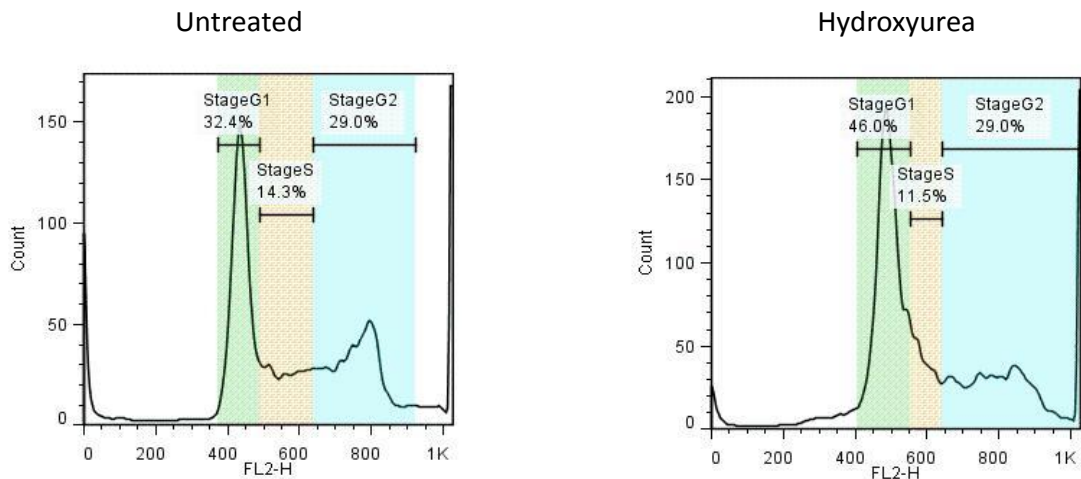 Untreated
StageG1
32.4%
StageG2
29.0%
StageS
14.3%
150
100
50
0
Count
0 200 400 600 800 1K
FL2-H
Hydroxyurea
StageG1
46.0%
StageG2
29.0%
StageS
11.5%
200
150
100
50
0
Count
0 200 400 600 800 1K
FL2-H